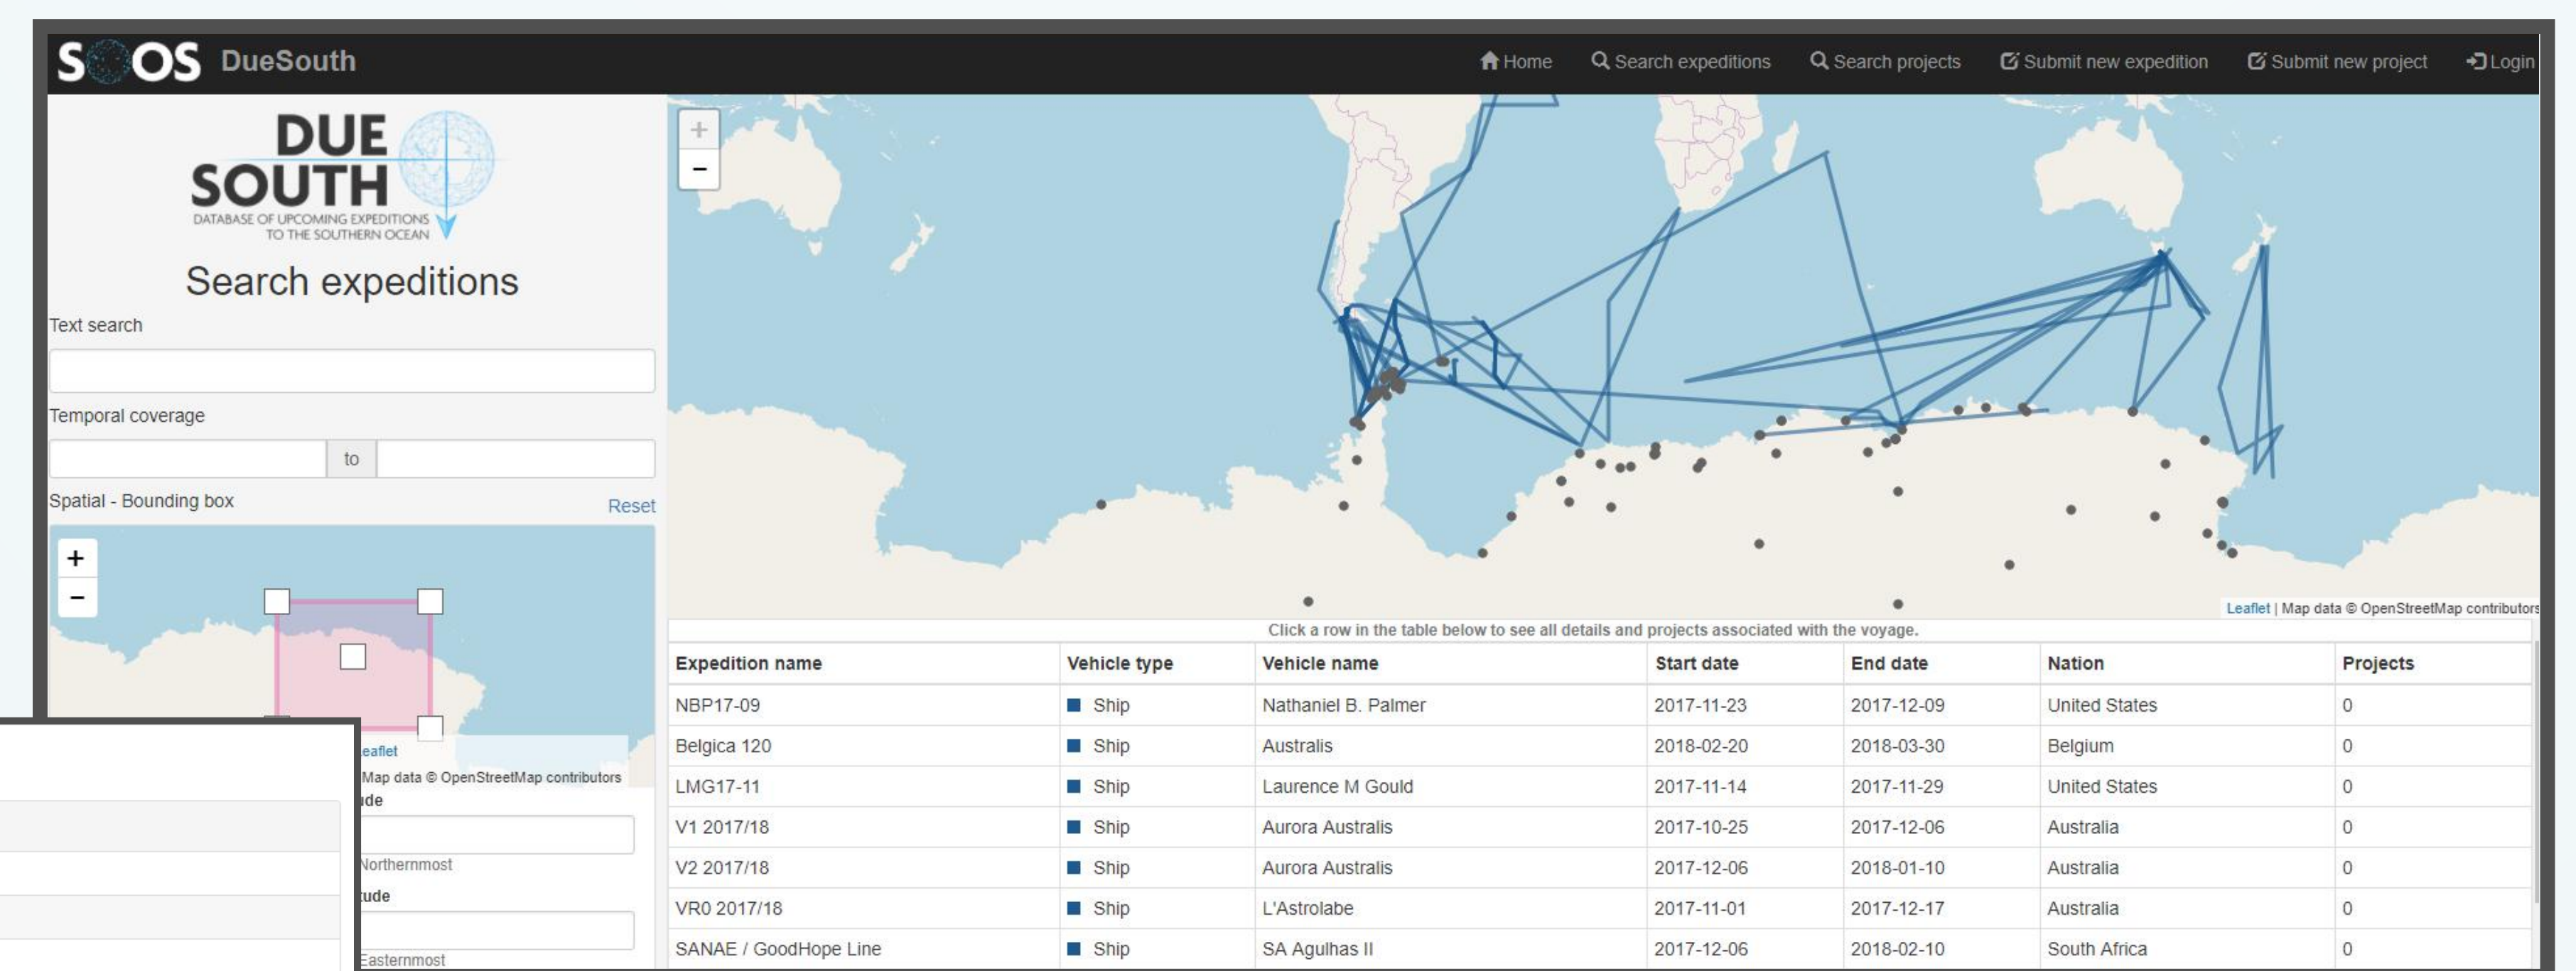 SOOS DueSouth Home Search expeditions Search projects Submit new expedition Submit new project Login
DUE
SOUTH
DATABASE OF UPCOMING EXPEDITIONS
TO THE SOUTHERN OCEAN
Search expeditions
Text search
Temporal coverage
to
Spatial - Bounding box Reset
+
−
Leaflet
Map data © OpenStreetMap contributors
Northernmost
Easternmost
+
−
Leaflet | Map data © OpenStreetMap contributors
Click a row in the table below to see all details and projects associated with the voyage.
Expedition name Vehicle type Vehicle name Start date End date Nation Projects
NBP17-09 Ship Nathaniel B. Palmer 2017-11-23 2017-12-09 United States 0
Belgica 120 Ship Australis 2018-02-20 2018-03-30 Belgium 0
LMG17-11 Ship Laurence M Gould 2017-11-14 2017-11-29 United States 0
V1 2017/18 Ship Aurora Australis 2017-10-25 2017-12-06 Australia 0
V2 2017/18 Ship Aurora Australis 2017-12-06 2018-01-10 Australia 0
VR0 2017/18 Ship L'Astrolabe 2017-11-01 2017-12-17 Australia 0
SANAE / GoodHope Line Ship SA Agulhas II 2017-12-06 2018-02-10 South Africa 0